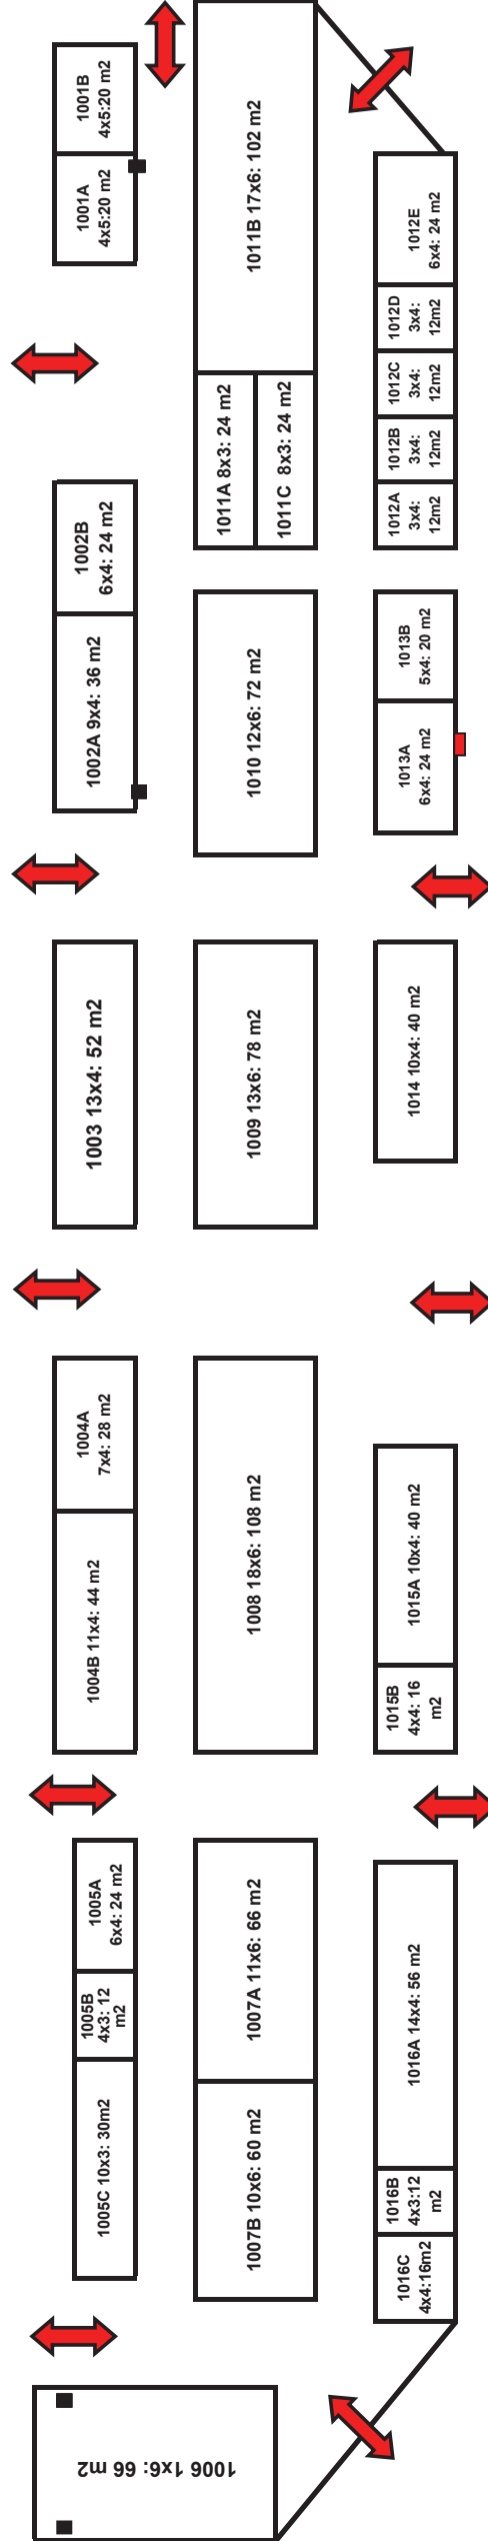 1006 1x6: 66 m2
1005C 10x3: 30m2
1005B
4x3: 12
m2
1005A
6x4: 24 m2
1004B 11x4: 44 m2
1004A
7x4: 28 m2
1003 13x4: 52 m2
1002A 9x4: 36 m2
1002B
6x4: 24 m2
1001A
4x5:20 m2
1001B
4x5:20 m2
1007B 10x6: 60 m2
1007A 11x6: 66 m2
1008 18x6: 108 m2
1009 13x6: 78 m2
1010 12x6: 72 m2
1011A 8x3: 24 m2
1011C 8x3: 24 m2
1011B 17x6: 102 m2
1016C
4x4:16m2
1016B
4x3:12
m2
1016A 14x4: 56 m2
1015B
4x4: 16
m2
1015A 10x4: 40 m2
1014 10x4: 40 m2
1013A
6x4: 24 m2
1013B
5x4: 20 m2
1012A
3x4:
12m2
1012B
3x4:
12m2
1012C
3x4:
12m2
1012D
3x4:
12m2
1012E
6x4: 24 m2